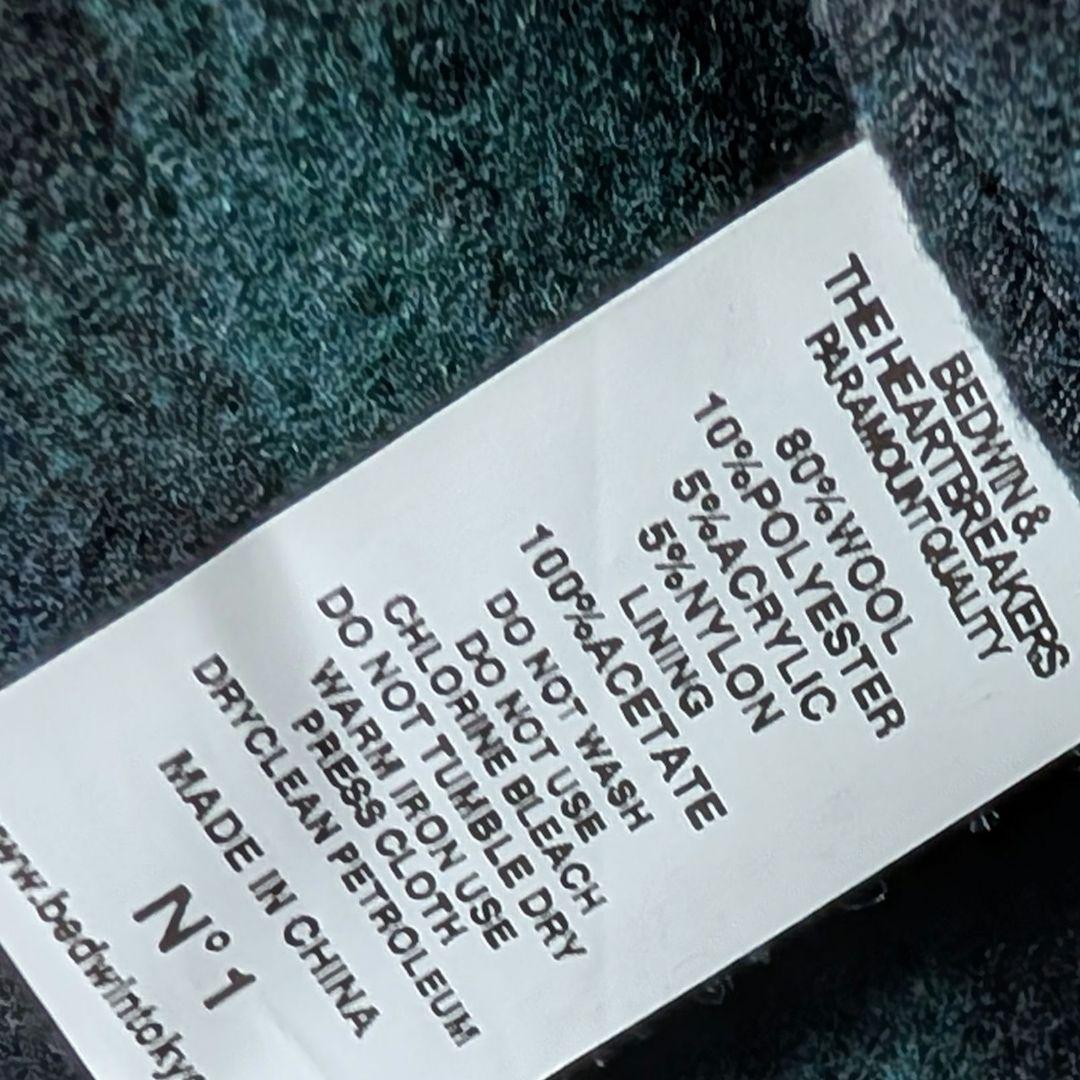 BEDWIN &
THE HEARTBREAKERS
PARAMOUNT QUALITY
80%WOOL
10%POLYESTER
5%ACRYLIC
5%NYLON
LINING
100%ACETATE
DO NOT WASH
DO NOT USE
CHLORINE BLEACH
DO NOT TUMBLE DRY
WARM IRON USE
PRESS CLOTH
DRYCLEAN PETROLEUM
MADE IN CHINA
Nº 1